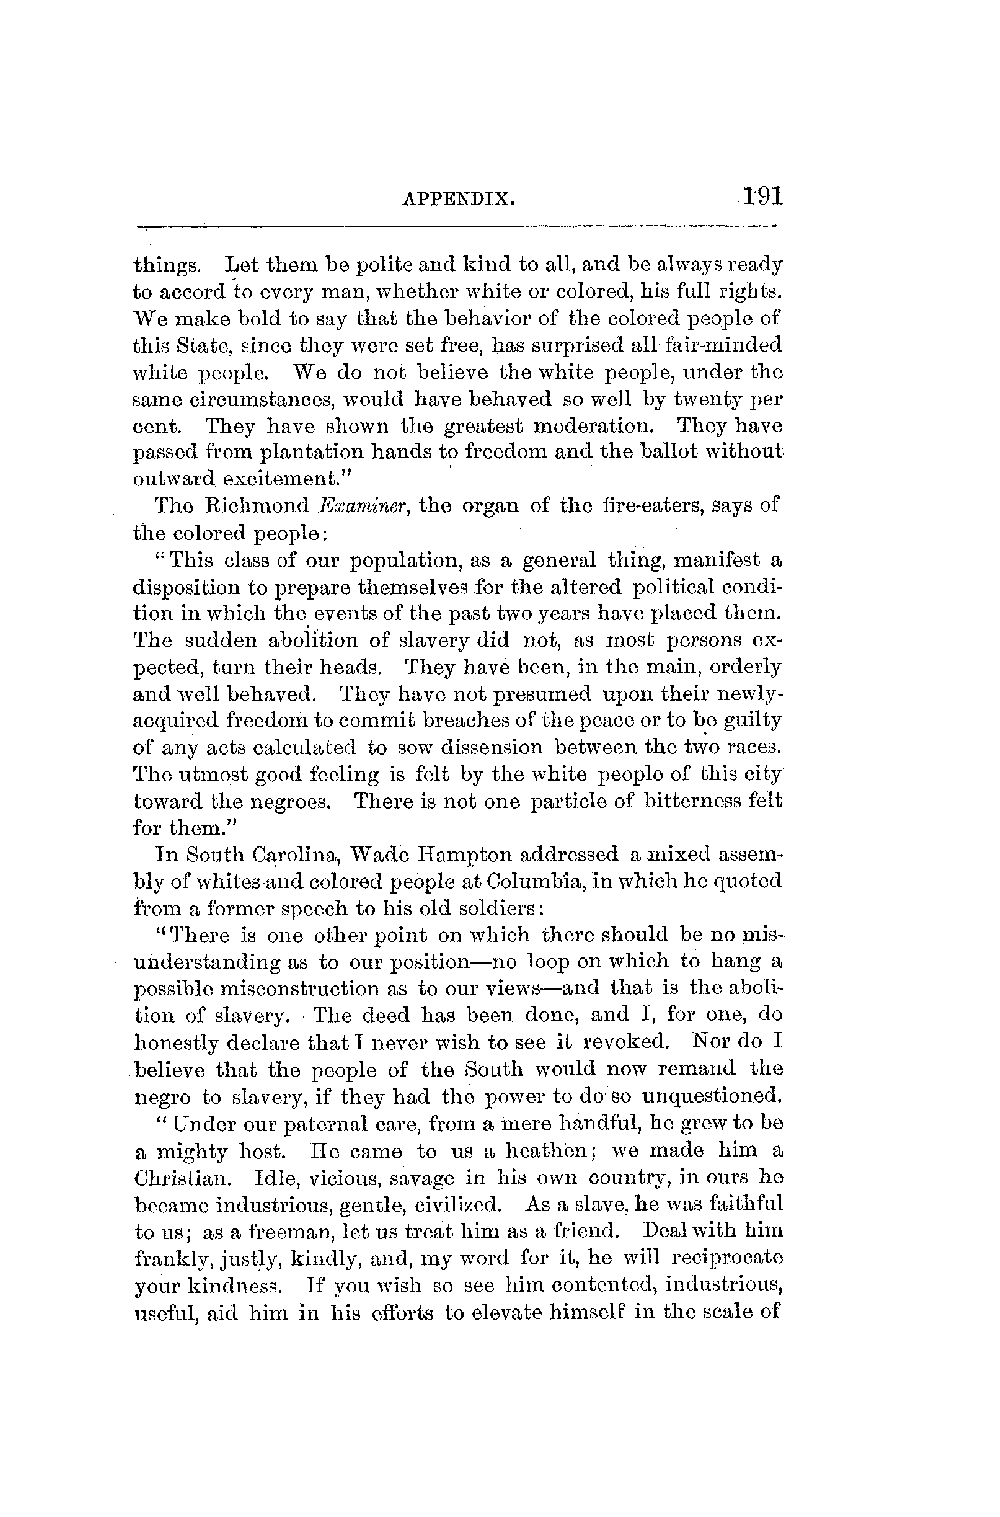 APPENDIX. 191
things. Let them be polite and kind to all, and be always ready
to accord to every man, whether white or colored, his full rights.
We make bold to say that the behavior of the colored people of
this State, since they were set free, has surprised all fair-minded
white people. We do not believe the white people, under the
same circumstances, would have behaved so well by twenty per
cent. They have shown the greatest moderation. They have
passed from plantation hands to freedom and the ballot without
outward excitement."
The Richmond Examiner, the organ of the fire-eaters, says of
the colored people:
"This class of our population, as a general thing, manifest a
disposition to prepare themselves for the altered political condi-
tion in which the events of the past two years have placed them.
The sudden abolition of slavery did not, as most persons ex-
pected, turn their heads. They have been, in the main, orderly
and well behaved. They have not presumed upon their newly-
acquired freedom to commit breaches of the peace or to be guilty
of any acts calculated to sow dissension between the two races.
The utmost good feeling is felt by the white people of this city
toward the negroes. There is not one particle of bitterness felt
for them."
In South Carolina, Wade Hampton addressed a mixed assem-
bly of whites and colored people at Columbia, in which he quoted
from a former speech to his old soldiers:
"There is one other point on which there should be no mis-
understanding as to our position—no loop on which to hang a
possible misconstruction as to our views—and that is the aboli-
tion of slavery. The deed has been done, and I, for one, do
honestly declare that I never wish to see it revoked. Nor do I
believe that the people of the South would now remand the
negro to slavery, if they had the power to do so unquestioned.
"Under our paternal care, from a mere handful, he grew to be
a mighty host. He came to us a heathen; we made him a
Christian. Idle, vicious, savage in his own country, in ours he
became industrious, gentle, civilized. As a slave, he was faithful
to us; as a freeman, let us treat him as a friend. Deal with him
frankly, justly, kindly, and, my word for it, he will reciprocate
your kindness. If you wish so see him contented, industrious,
useful, aid him in his efforts to elevate himself in the scale of